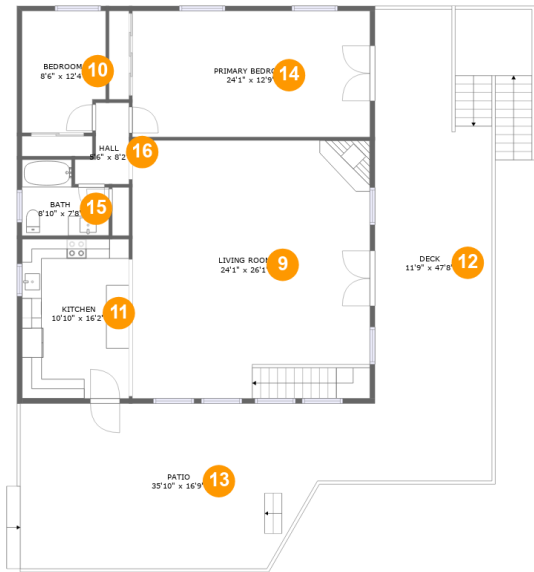 BEDROOM
8'6" x 12'4"
10
PRIMARY BEDRO
24'1" x 12'9"
14
HALL
5'6" x 8'2"
16
BATH
8'10" x 7'8"
15
LIVING ROOM
24'1" x 26'1"
9
DECK
11'9" x 47'8"
12
KITCHEN
10'10" x 16'2"
11
PATIO
35'10" x 16'9"
13